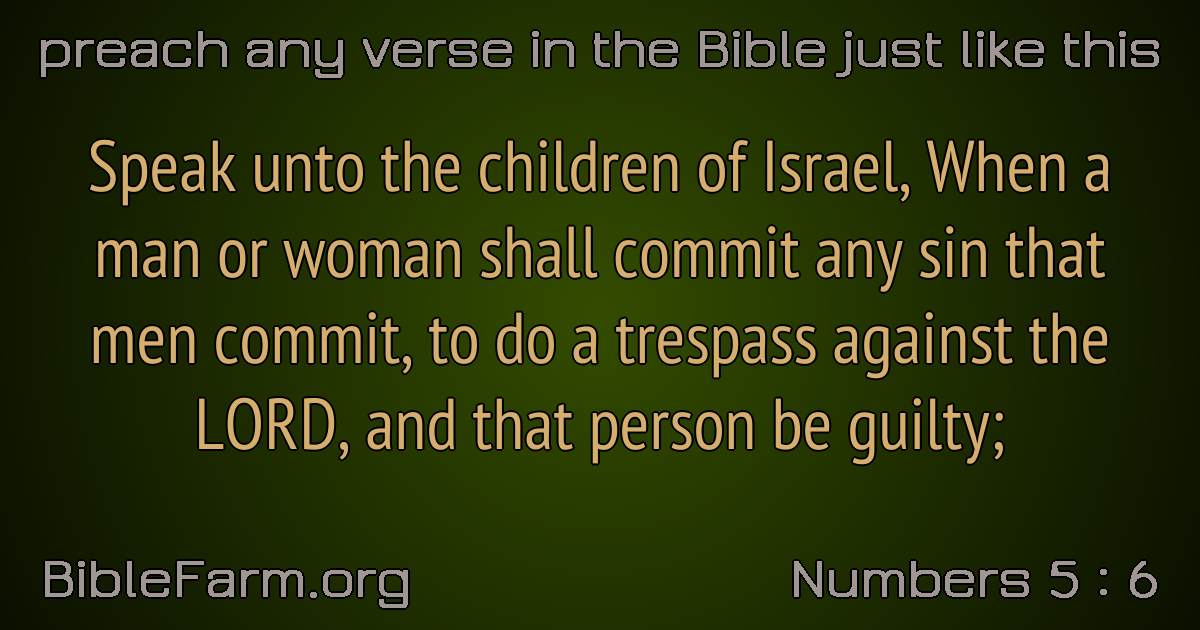 preach any verse in the Bible just like this
Speak unto the children of Israel, When a
man or woman shall commit any sin that
men commit, to do a trespass against the
LORD, and that person be guilty;
BibleFarm.org
Numbers 5 : 6